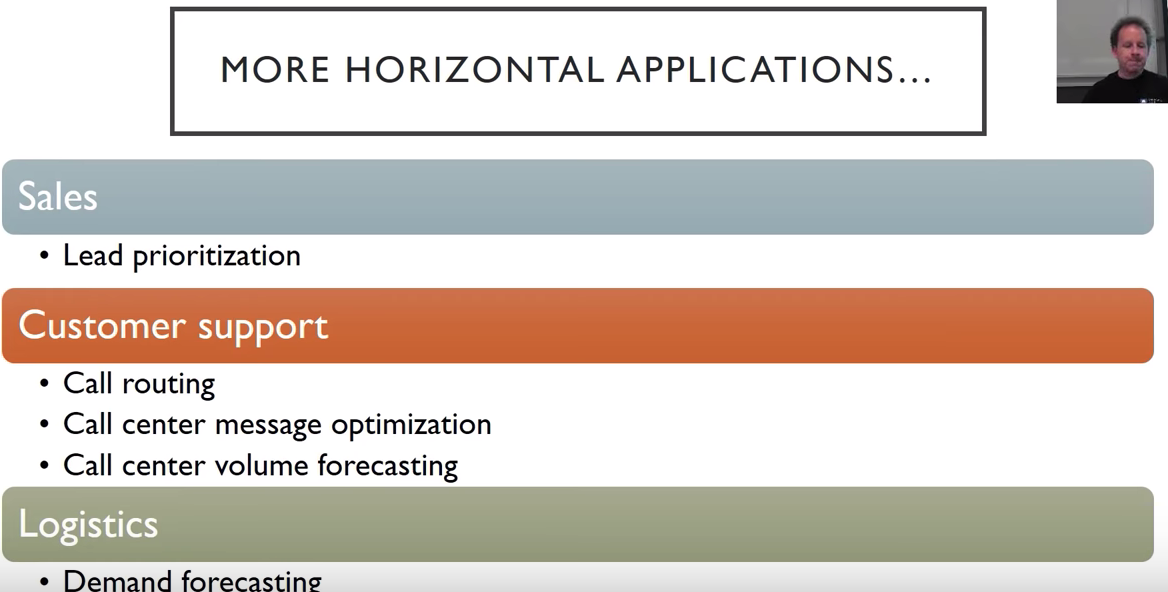 MORE HORIZONTAL APPLICATIONS...
Sales
• Lead prioritization
Customer support
• Call routing
• Call center message optimization
• Call center volume forecasting
Logistics
• Demand forecasting